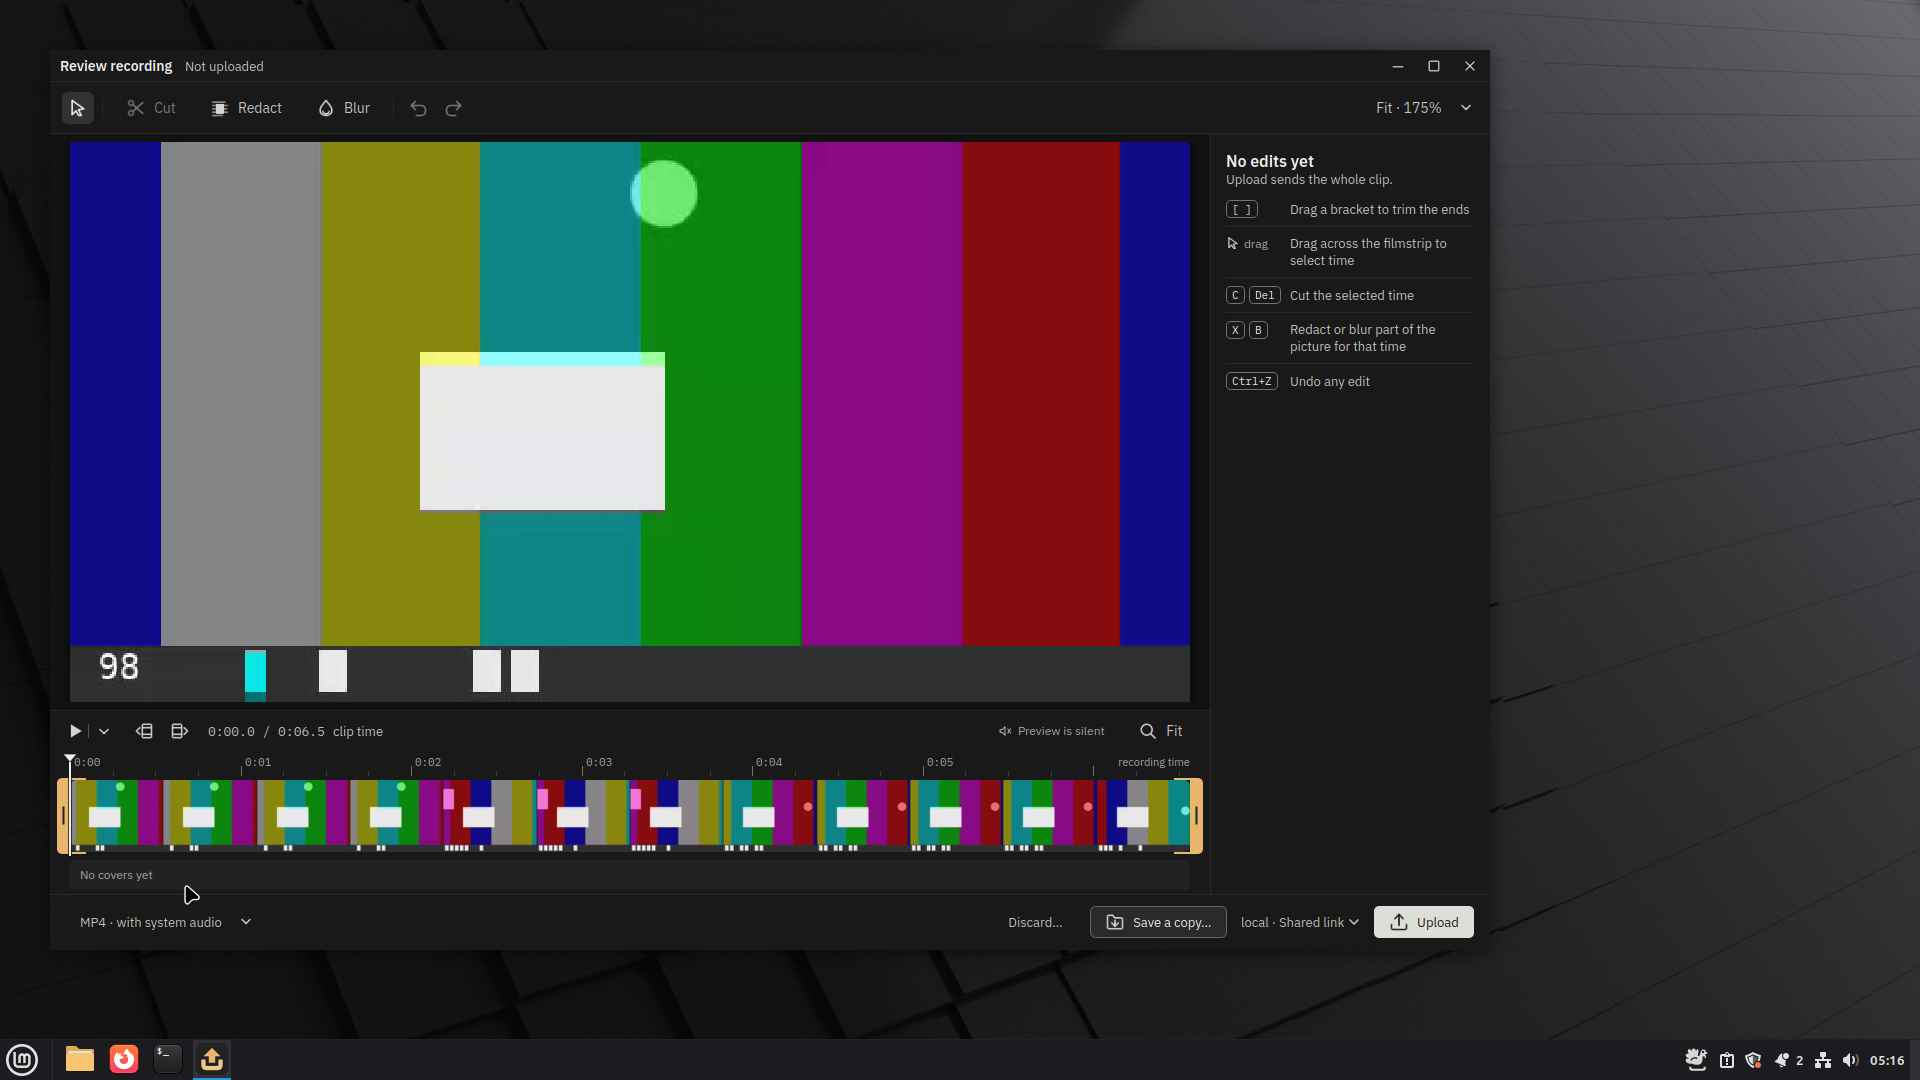 Review recording Not uploaded
Cut Redact Blur Fit · 175%
No edits yet
Upload sends the whole clip.
[ ] Drag a bracket to trim the ends
drag Drag across the filmstrip to
select time
C Del Cut the selected time
X B Redact or blur part of the
picture for that time
Ctrl+Z Undo any edit
98
0:00.0 / 0:06.5 clip time Preview is silent Fit
0:00 0:01 0:02 0:03 0:04 0:05 recording time
No covers yet
MP4 · with system audio Discard... Save a copy... local · Shared link Upload
$_
2 05:16